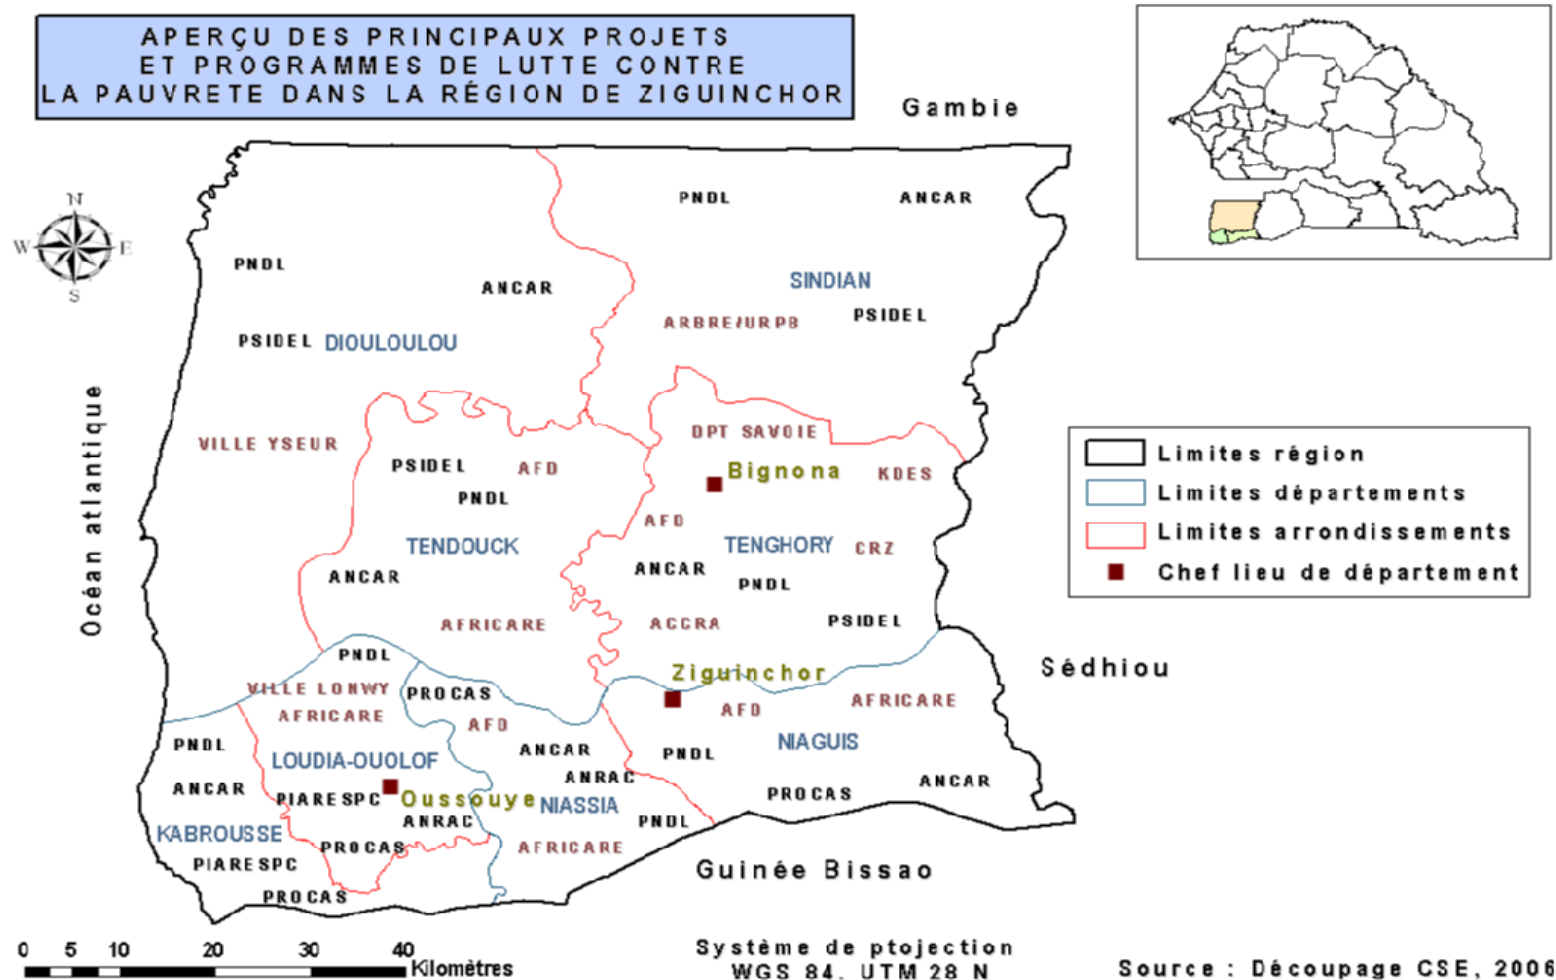 APERÇU DES PRINCIPAUX PROJETS
ET PROGRAMMES DE LUTTE CONTRE
LA PAUVRETE DANS LA RÉGION DE ZIGUINCHOR
Gambie
N
W
E
S
PNDL
ANCAR
PNDL
ANCAR
SINDIAN
ARBRE/URPB
PSIDEL
PSIDEL
DIOULOULOU
Océan atlantique
VILLE YSEUR
DPT SAVOIE
PSIDEL
AFD
PNDL
Bignona
KDES
AFD
TENDOUCK
TENGHORY
CRZ
ANCAR
ANCAR
PNDL
AFRICARE
ACCRA
PSIDEL
Limites région
Limites départements
Limites arrondissements
Chef lieu de département
PNDL
Ziguinchor
Sédhiou
VILLE LONWY
PROCAS
AFRICARE
AFRICARE
AFD
AFD
PNDL
ANCAR
PNDL
NIAGUIS
LOUDIA-OUOLOF
ANRAC
ANCAR
PIARESPC
Oussouye
NIASSIA
PROCAS
ANCAR
ANRAC
PNDL
KABROUSSE
PROCAS
AFRICARE
PIARESPC
PROCAS
Guinée Bissao
0 5 10 20 30 40
Kilomètres
Système de ptojection
WGS 84, UTM 28 N
Source : Découpage CSE, 2006